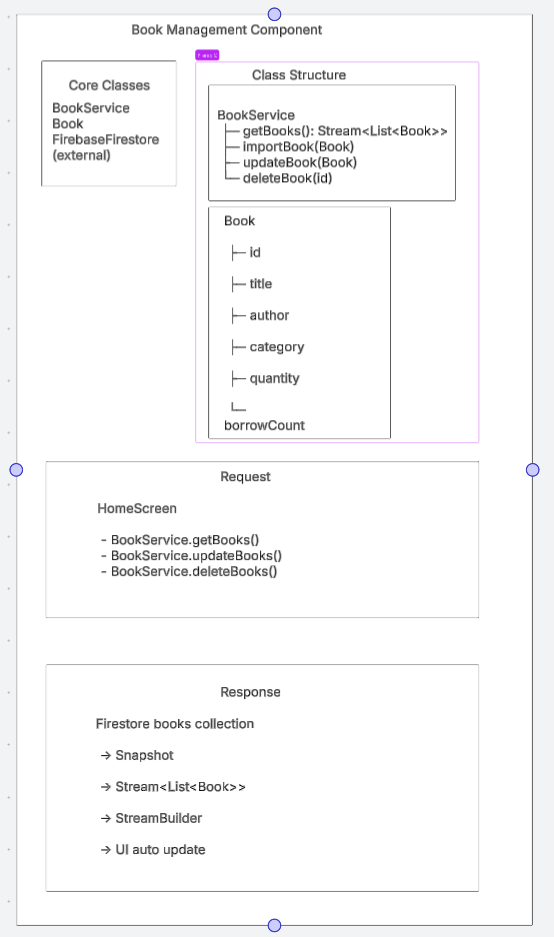 Book Management Component
Core Classes
BookService
Book
FirebaseFirestore
(external)
Class Structure
BookService
├─ getBooks(): Stream<List<Book>>
├─ importBook(Book)
├─ updateBook(Book)
└─ deleteBook(id)
Book
├─ id
├─ title
├─ author
├─ category
├─ quantity
└─
borrowCount
Request
HomeScreen
- BookService.getBooks()
- BookService.updateBooks()
- BookService.deleteBooks()
Response
Firestore books collection
→ Snapshot
→ Stream<List<Book>>
→ StreamBuilder
→ UI auto update